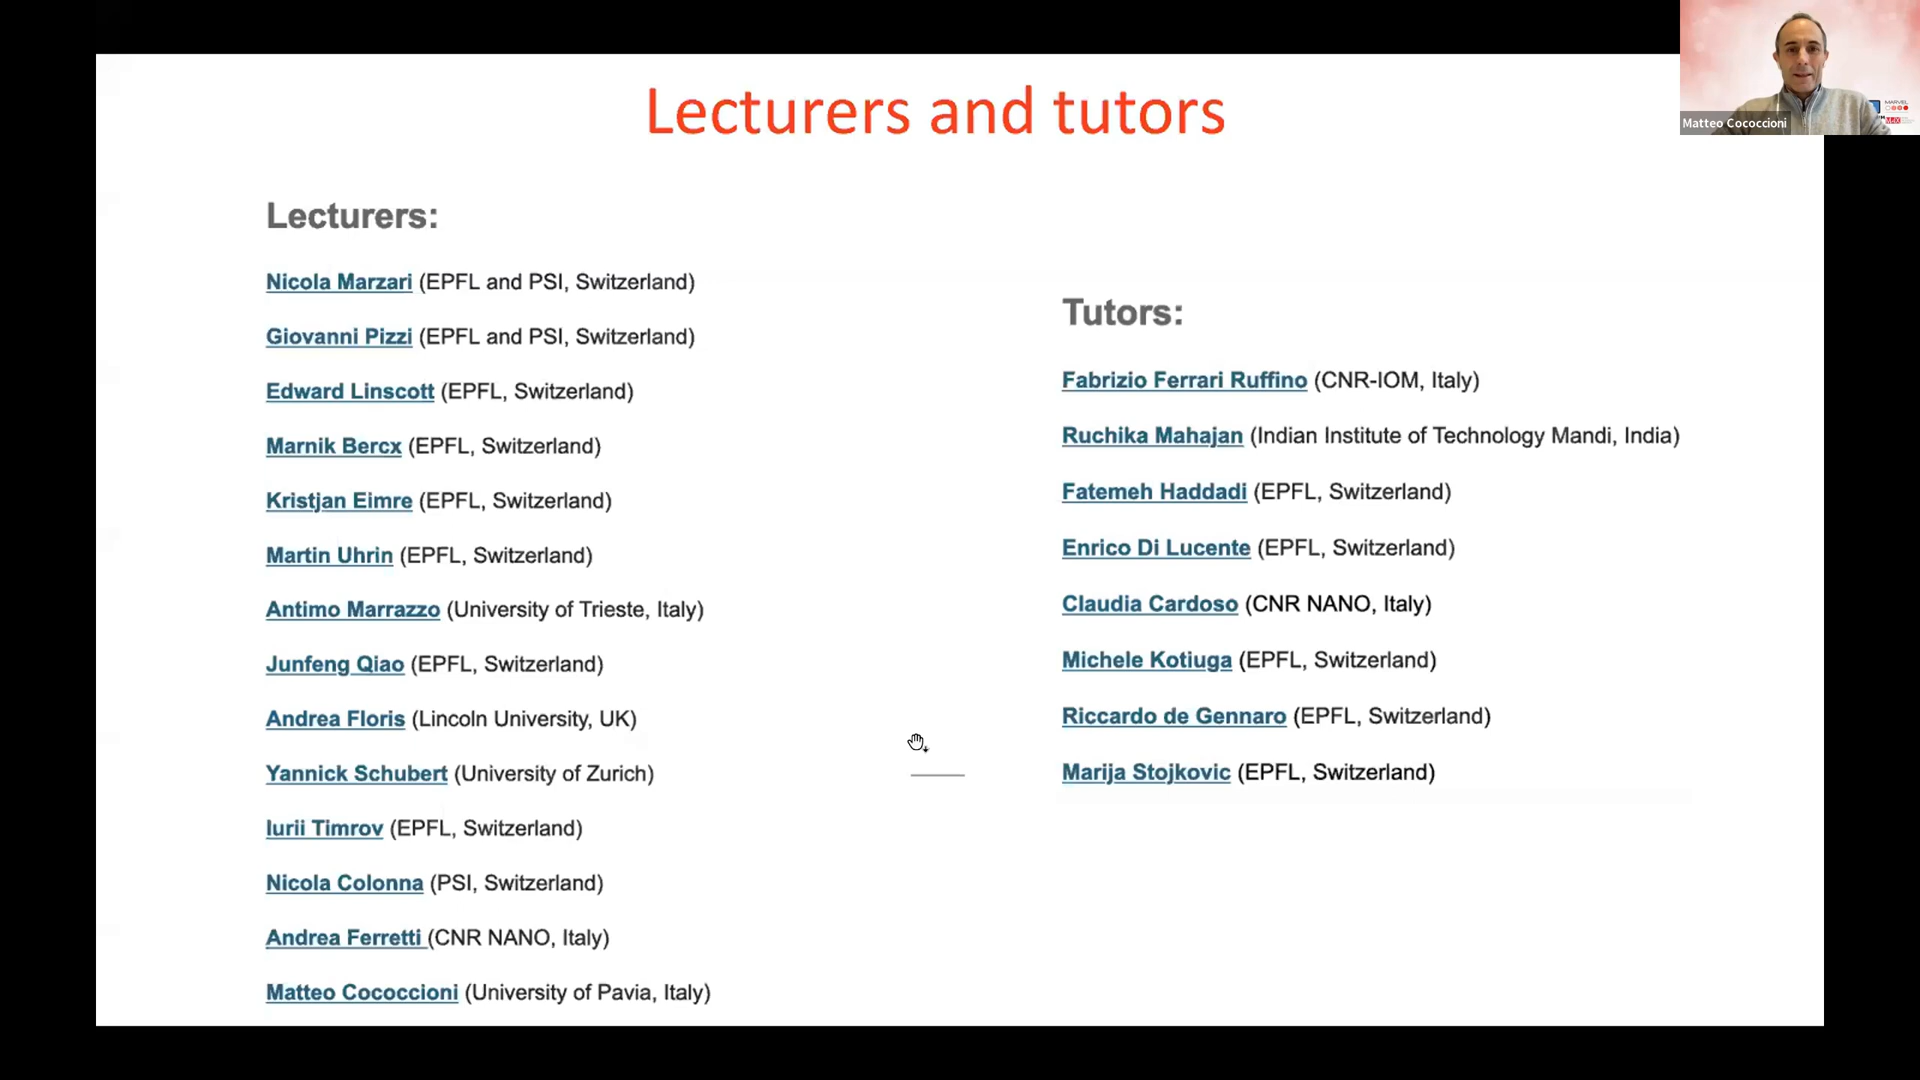 Lecturers and tutors
Lecturers:
Nicola Marzari (EPFL and PSI, Switzerland)
Giovanni Pizzi (EPFL and PSI, Switzerland)
Edward Linscott (EPFL, Switzerland)
Marnik Bercx (EPFL, Switzerland)
Kristjan Eimre (EPFL, Switzerland)
Martin Uhrin (EPFL, Switzerland)
Antimo Marrazzo (University of Trieste, Italy)
Junfeng Qiao (EPFL, Switzerland)
Andrea Floris (Lincoln University, UK)
Yannick Schubert (University of Zurich)
Iurii Timrov (EPFL, Switzerland)
Nicola Colonna (PSI, Switzerland)
Andrea Ferretti (CNR NANO, Italy)
Matteo Cococcioni (University of Pavia, Italy)
Tutors:
Fabrizio Ferrari Ruffino (CNR-IOM, Italy)
Ruchika Mahajan (Indian Institute of Technology Mandi, India)
Fatemeh Haddadi (EPFL, Switzerland)
Enrico Di Lucente (EPFL, Switzerland)
Claudia Cardoso (CNR NANO, Italy)
Michele Kotiuga (EPFL, Switzerland)
Riccardo de Gennaro (EPFL, Switzerland)
Marija Stojkovic (EPFL, Switzerland)
Matteo Cococcioni
MARVEL